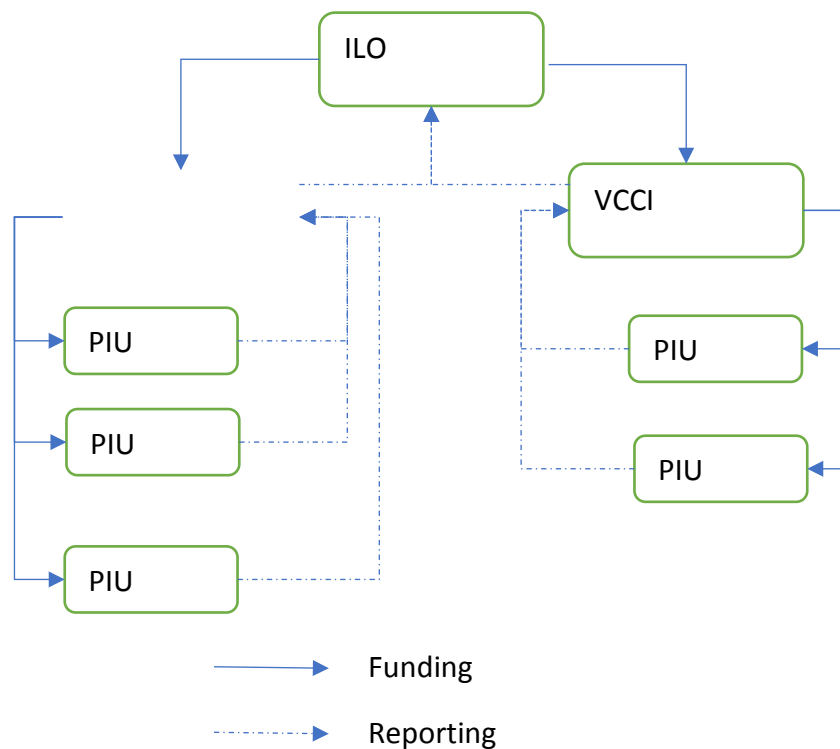 ILO
VCCI
PIU
PIU
PIU
PIU
PIU
Funding
Reporting